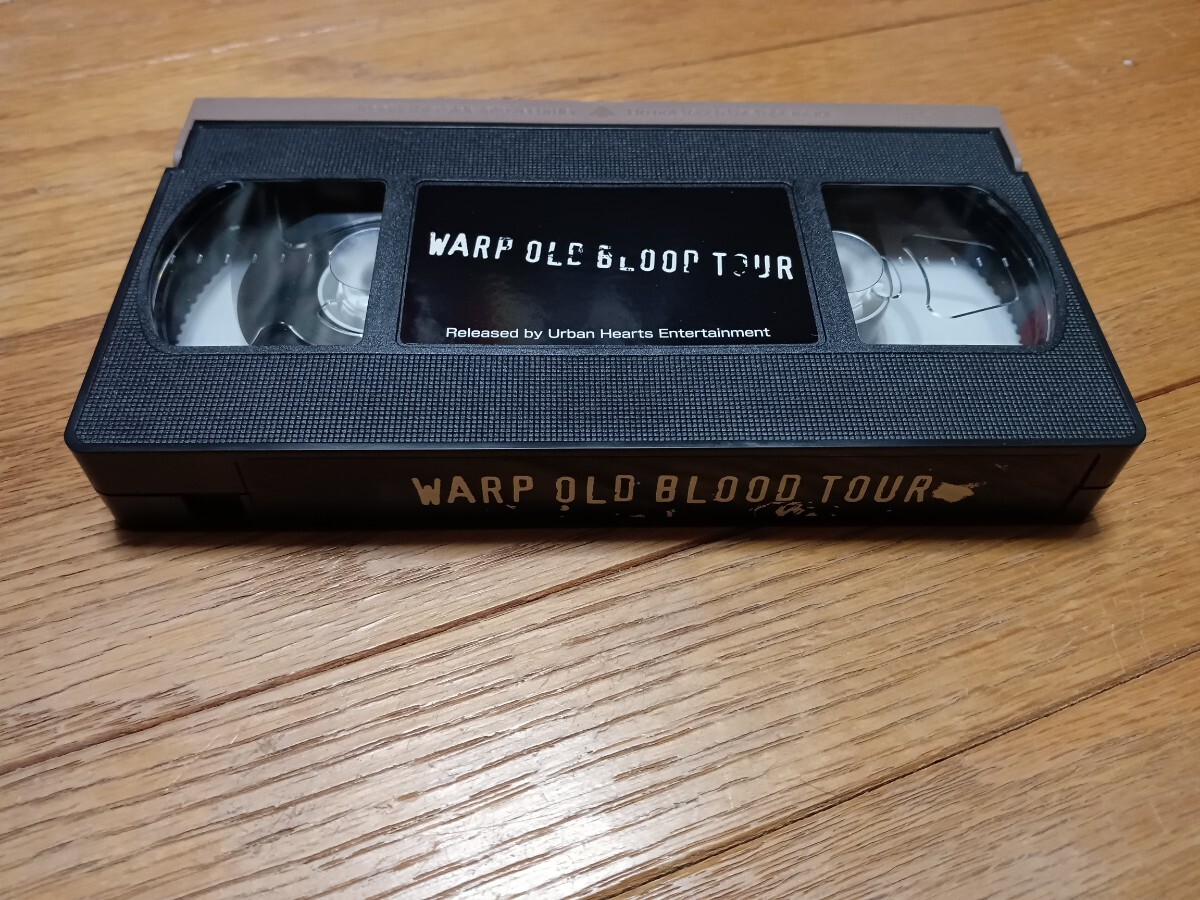 WARP OLD BLOOD TOUR
Released by Urban Hearts Entertainment
WARP OLD BLOOD TOUR